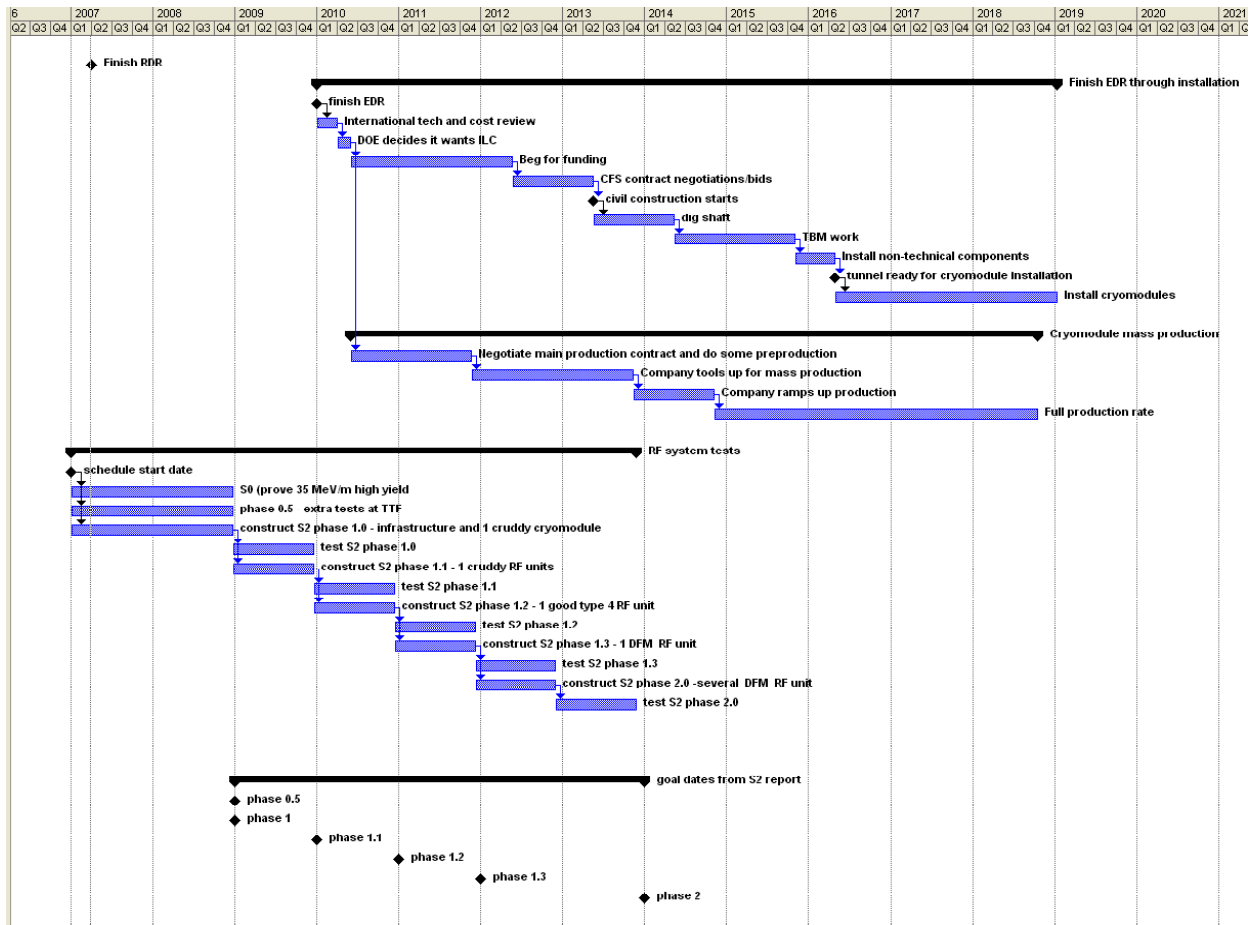 6 2007 2008 2009 2010 2011 2012 2013 2014 2015 2016 2017 2018 2019 2020 2021
Q2 Q3 Q4 Q1 Q2 Q3 Q4 Q1 Q2 Q3 Q4 Q1 Q2 Q3 Q4 Q1 Q2 Q3 Q4 Q1 Q2 Q3 Q4 Q1 Q2 Q3 Q4 Q1 Q2 Q3 Q4 Q1 Q2 Q3 Q4 Q1 Q2 Q3 Q4 Q1 Q2 Q3 Q4 Q1 Q2 Q3 Q4 Q1 Q2 Q3 Q4 Q1 Q2 Q3 Q4 Q1 Q2 Q3 Q4 Q1 Q
Finish RDR
Finish EDR through installation
finish EDR
International tech and cost review
DOE decides it wants ILC
Beg for funding
CFS contract negotiations/bids
civil construction starts
dig shaft
TBM work
Install non-technical components
tunnel ready for cryomodule installation
Install cryomodules
Cryomodule mass production
Negotiate main production contract and do some preproduction
Company tools up for mass production
Company ramps up production
Full production rate
RF system tests
schedule start date
S0 (prove 35 MeV/m high yield
phase 0.5 extra tests at TTF
construct S2 phase 1.0 - infrastructure and 1 cruddy cryomodule
test S2 phase 1.0
construct S2 phase 1.1 - 1 cruddy RF units
test S2 phase 1.1
construct S2 phase 1.2 - 1 good type 4 RF unit
test S2 phase 1.2
construct S2 phase 1.3 - 1 DFM RF unit
test S2 phase 1.3
construct S2 phase 2.0 -several DFM RF unit
test S2 phase 2.0
goal dates from S2 report
phase 0.5
phase 1
phase 1.1
phase 1.2
phase 1.3
phase 2